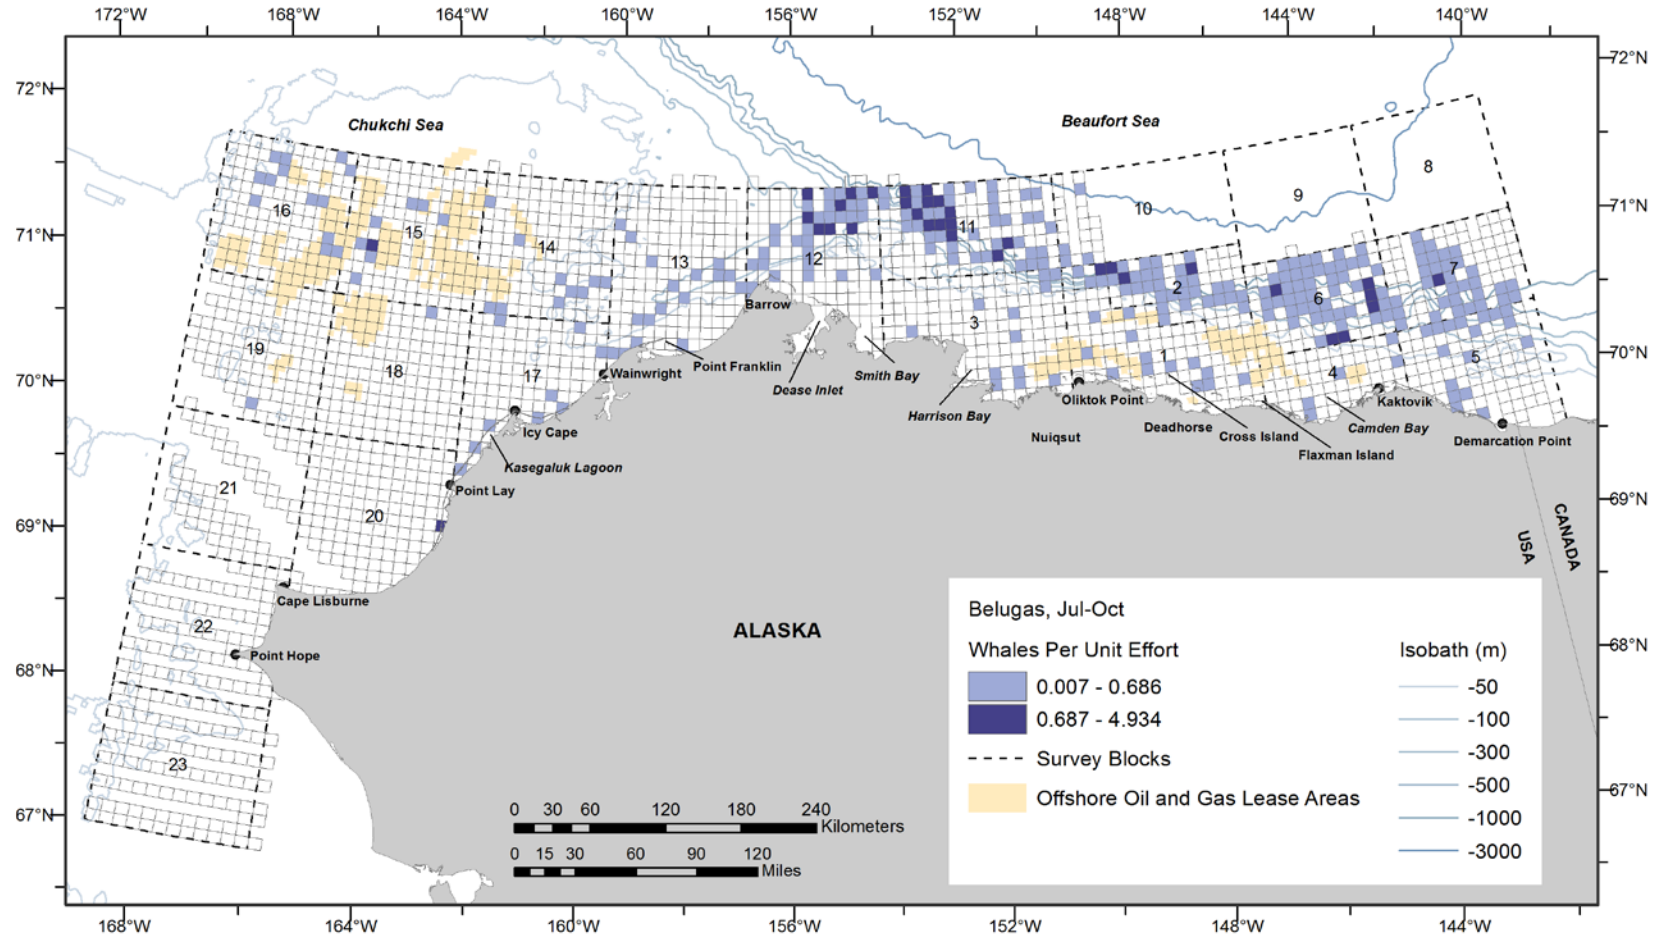 172°W 168°W 164°W 160°W 156°W 152°W 148°W 144°W 140°W
72°N 72°N
Chukchi Sea Beaufort Sea
8
9
10
71°N 71°N
16 15 14 13 12 11
7
2 6
Barrow
3
19 18 17
1 4 5
70°N 70°N
Wainwright Point Franklin
Dease Inlet Smith Bay
Oliktok Point Kaktovik
Harrison Bay
Icy Cape Nuiqsut Deadhorse Cross Island Camden Bay Demarcation Point
Flaxman Island
Kasegaluk Lagoon
Point Lay
21
20
69°N 69°N
USA CANADA
Cape Lisburne
22
Point Hope
ALASKA
68°N 68°N
23
67°N 67°N
Belugas, Jul-Oct
Whales Per Unit Effort
0.007 - 0.686
0.687 - 4.934
Survey Blocks
Offshore Oil and Gas Lease Areas
Isobath (m)
-50
-100
-300
-500
-1000
-3000
0 30 60 120 180 240
Kilometers
0 15 30 60 90 120
Miles
168°W 164°W 160°W 156°W 152°W 148°W 144°W